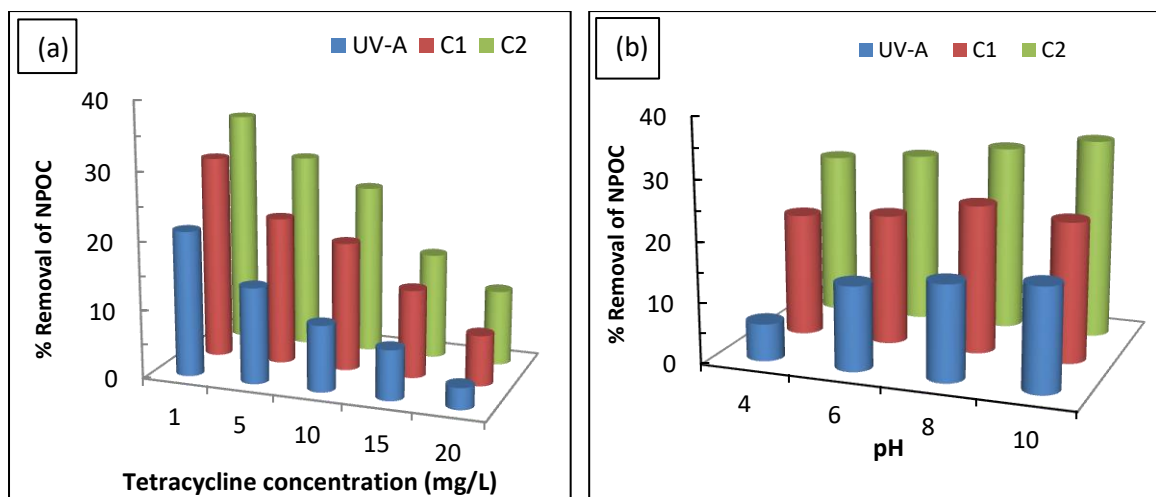 (a)
UV-A C1 C2
40
30
20
10
0
% Removal of NPOC
1 5 10 15 20
Tetracycline concentration (mg/L)
(b)
UV-A C1 C2
40
30
20
10
0
% Removal of NPOC
4 6 8 10
pH